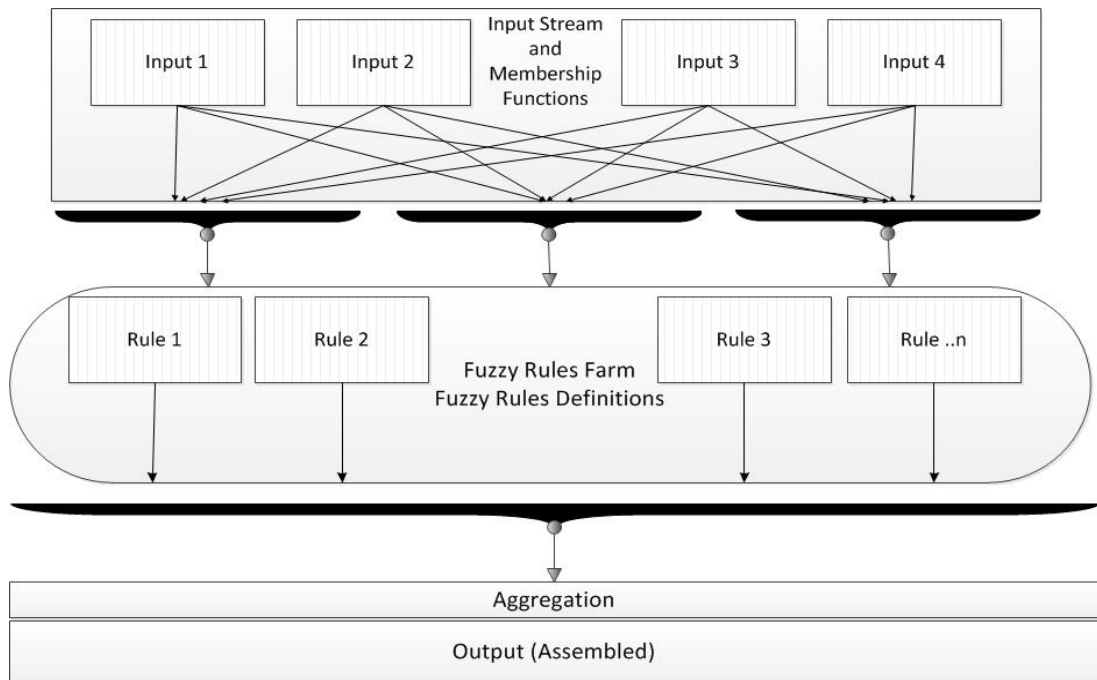 Input 1
Input 2
Input Stream
and
Membership
Functions
Input 3
Input 4
Rule 1
Rule 2
Fuzzy Rules Farm
Fuzzy Rules Definitions
Rule 3
Rule ..n
Aggregation
Output (Assembled)